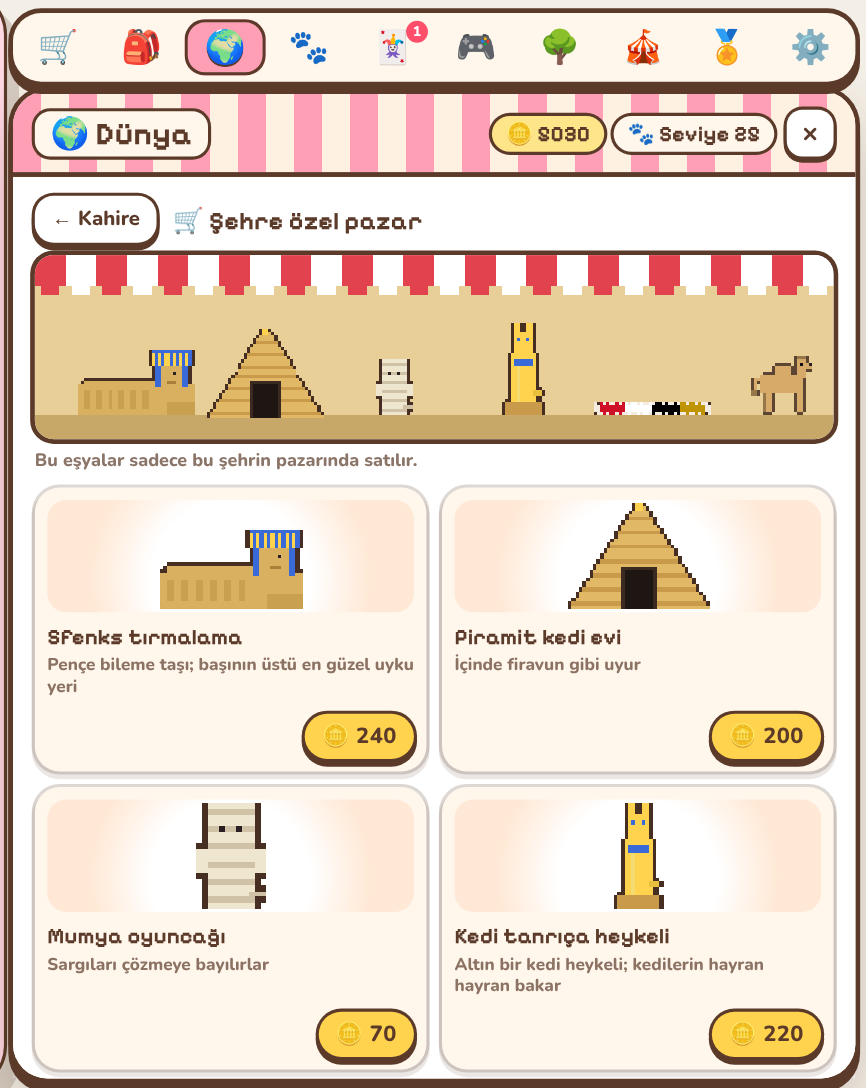 1
Dünya
5030
Seviye 25
×
← Kahire
Şehre özel pazar
Bu eşyalar sadece bu şehrin pazarında satılır.
Sfenks tırmalama
Pençe bileme taşı; başının üstü en güzel uyku
yeri
240
Piramit kedi evi
İçinde firavun gibi uyur
200
Mumya oyuncağı
Sargıları çözmeye bayılırlar
70
Kedi tanrıça heykeli
Altın bir kedi heykeli; kedilerin hayran
hayran bakar
220